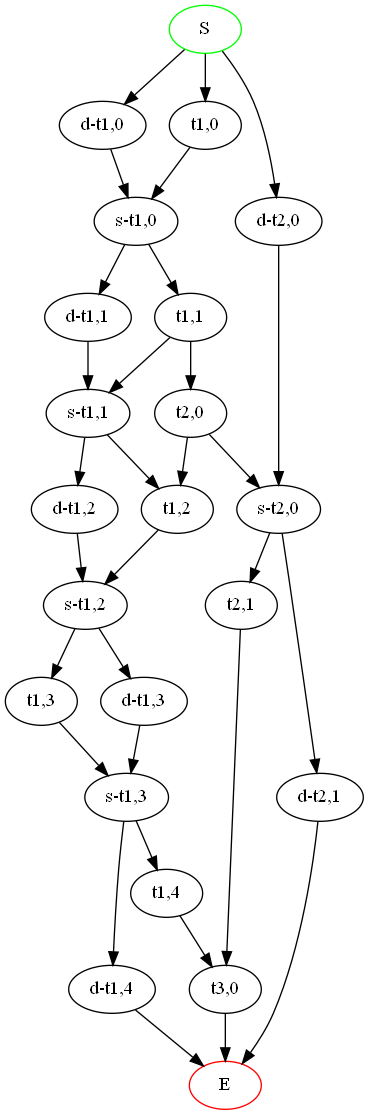 S
d-t1,0
t1,0
s-t1,0
d-t2,0
d-t1,1
t1,1
s-t1,1
t2,0
d-t1,2
t1,2
s-t2,0
s-t1,2
t2,1
t1,3
d-t1,3
s-t1,3
d-t2,1
t1,4
d-t1,4
t3,0
E